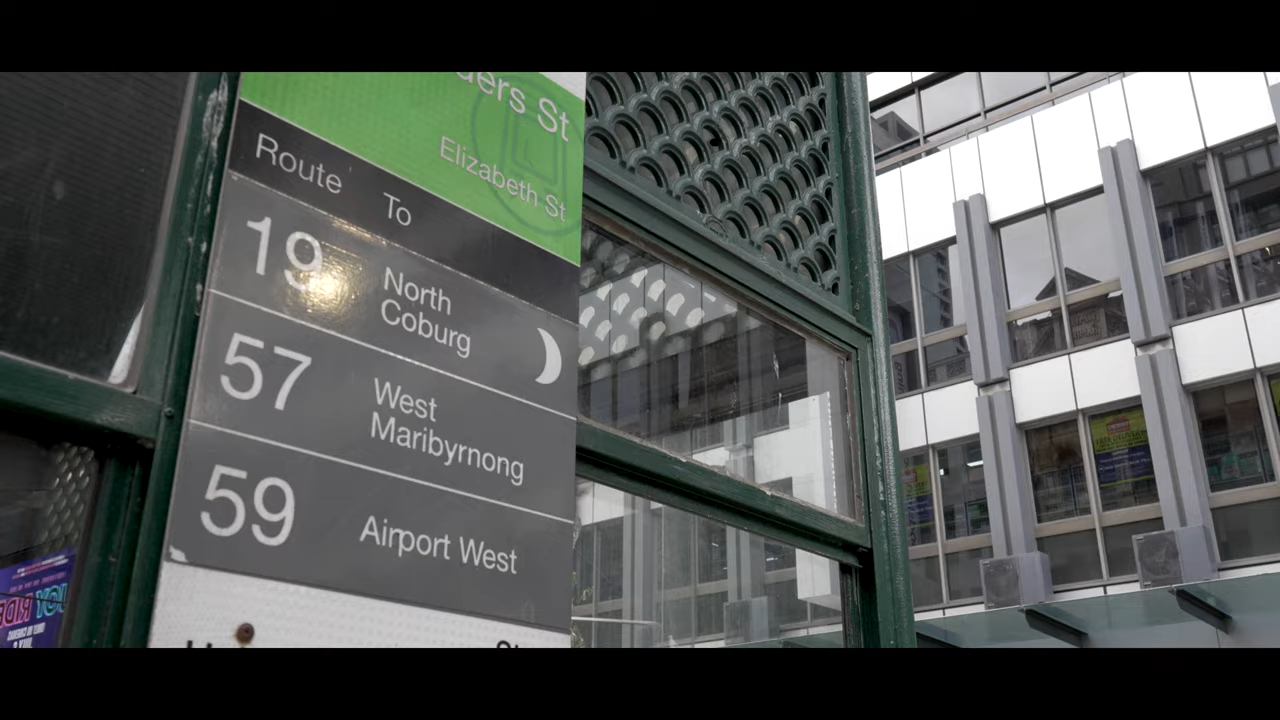 ders St
Elizabeth St
Route To
19 North
Coburg
57 West
Maribyrnong
59 Airport West